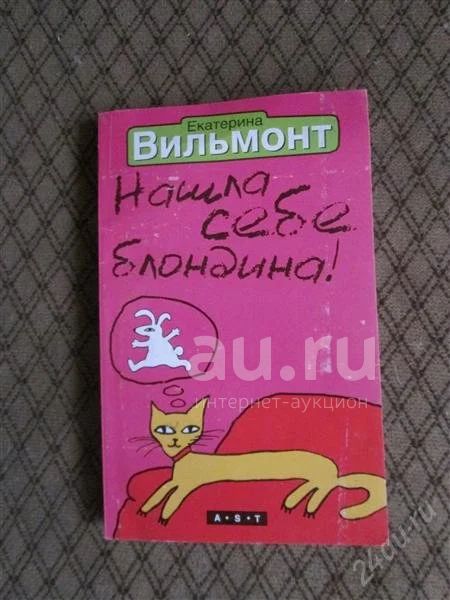 Екатерина
Вильмонт
Нашла
себе
блондина!
au.ru
интернет-аукцион
A•S•T
24au.ru